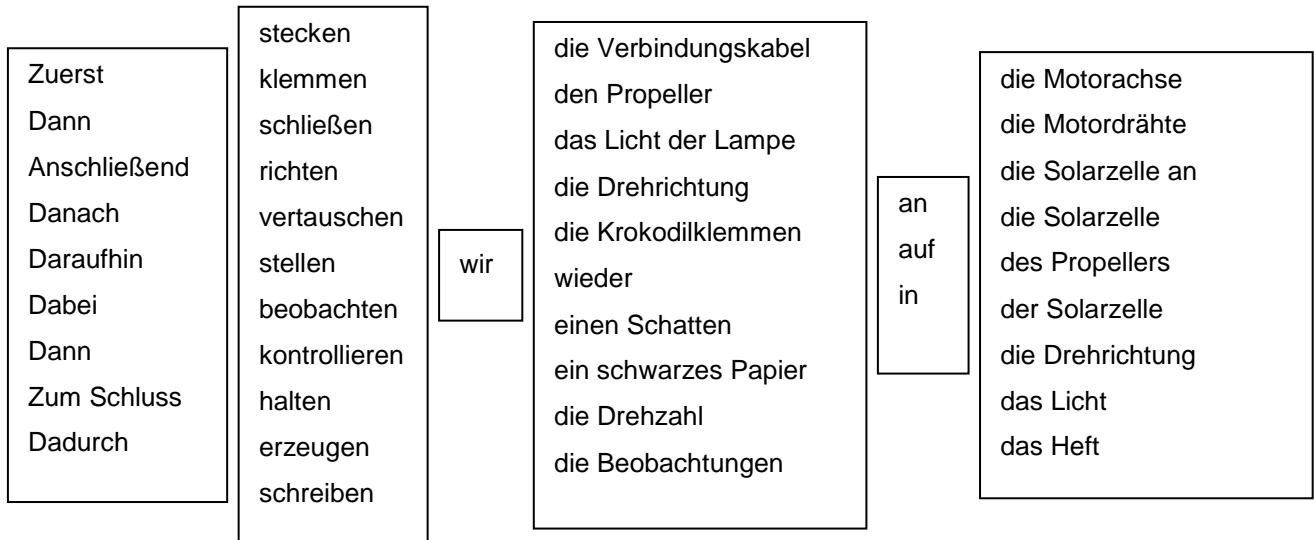 Zuerst
Dann
Anschließend
Danach
Daraufhin
Dabei
Dann
Zum Schluss
Dadurch
stecken
klemmen
schließen
richten
vertauschen
stellen
beobachten
kontrollieren
halten
erzeugen
schreiben
wir
die Verbindungskabel
den Propeller
das Licht der Lampe
die Drehrichtung
die Krokodilklemmen
wieder
einen Schatten
ein schwarzes Papier
die Drehzahl
die Beobachtungen
an
auf
in
die Motorachse
die Motordrähte
die Solarzelle an
die Solarzelle
des Propellers
der Solarzelle
die Drehrichtung
das Licht
das Heft